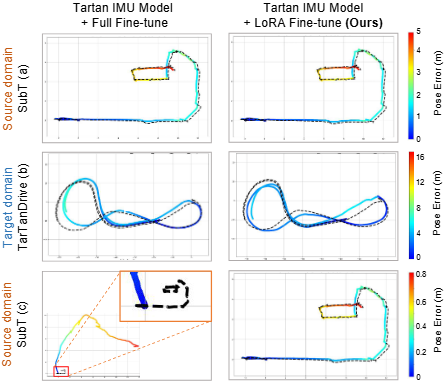 Tartan IMU Model
+ Full Fine-tune
Tartan IMU Model
+ LoRA Fine-tune (Ours)
Source domain
SubT (a)
5
4
3
2
1
0
Pose Error (m)
Target domain
TarTanDrive (b)
16
12
8
4
0
Pose Error (m)
Source domain
SubT (c)
0.8
0.6
0.4
0.2
0
Pose Error (m)